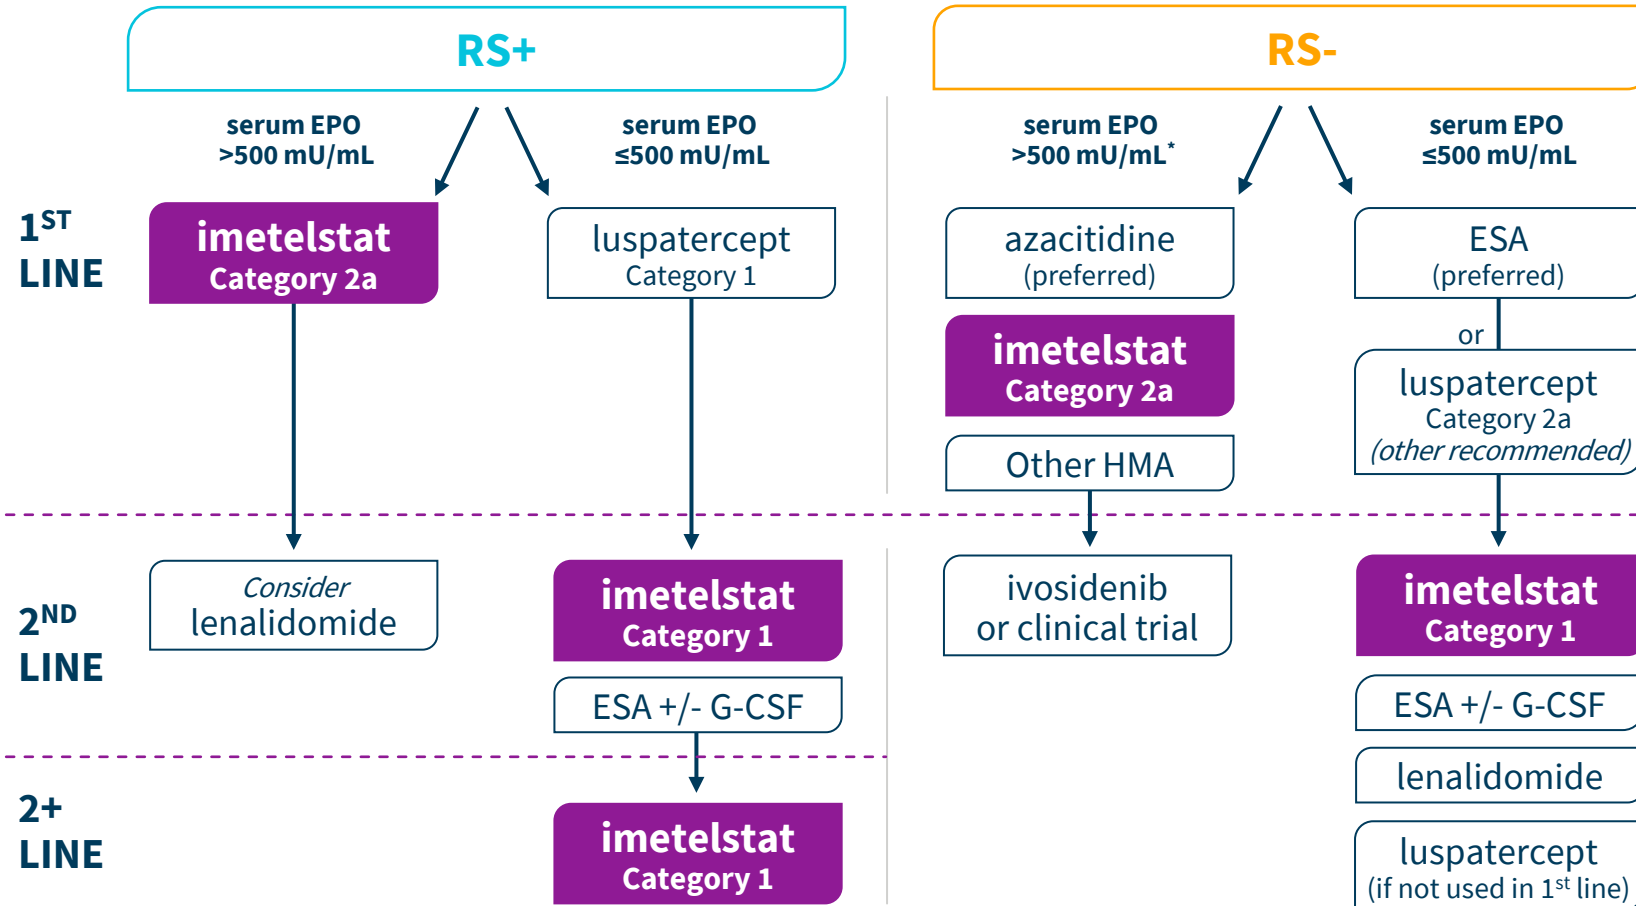 RS+
RS-
serum EPO
>500 mU/mL
serum EPO
≤500 mU/mL
serum EPO
>500 mU/mL*
serum EPO
≤500 mU/mL
1ST
LINE
imetelstat
Category 2a
luspatercept
Category 1
azacitidine
(preferred)
imetelstat
Category 2a
Other HMA
ESA
(preferred)
or
luspatercept
Category 2a
(other recommended)
2ND
LINE
Consider
lenalidomide
imetelstat
Category 1
ESA +/- G-CSF
ivosidenib
or clinical trial
imetelstat
Category 1
ESA +/- G-CSF
lenalidomide
luspatercept
(if not used in 1st line)
2+
LINE
imetelstat
Category 1